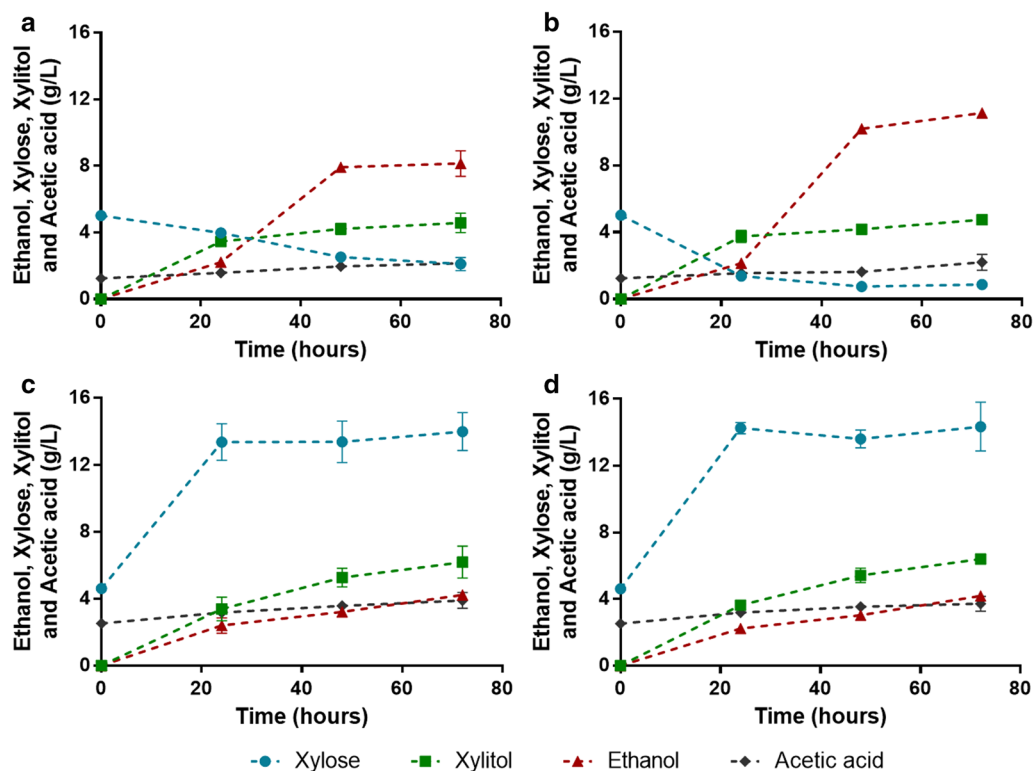 a
Ethanol, Xylose, Xylitol
and Acetic acid (g/L)
16
12
8
4
0
0 20 40 60 80
Time (hours)
b
Ethanol, Xylose, Xylitol
and Acetic acid (g/L)
16
12
8
4
0
0 20 40 60 80
Time (hours)
c
Ethanol, Xylose, Xylitol
and Acetic acid (g/L)
16
12
8
4
0
0 20 40 60 80
Time (hours)
d
Ethanol, Xylose, Xylitol
and Acetic acid (g/L)
16
12
8
4
0
0 20 40 60 80
Time (hours)
Xylose Xylitol Ethanol Acetic acid